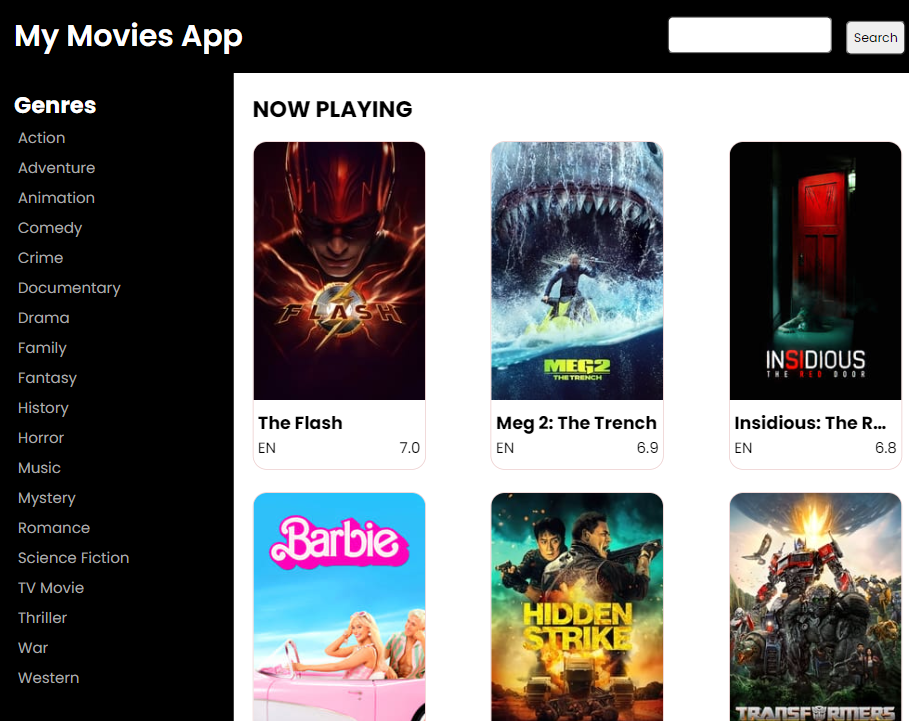 My Movies App
Search
Genres
Action
Adventure
Animation
Comedy
Crime
Documentary
Drama
Family
Fantasy
History
Horror
Music
Mystery
Romance
Science Fiction
TV Movie
Thriller
War
Western
NOW PLAYING
FLASH
The Flash
EN 7.0
MEG2
THE TRENCH
Meg 2: The Trench
EN 6.9
INSIDIOUS
THE RED DOOR
Insidious: The R...
EN 6.8
Barbie
HIDDEN
STRIKE
TRANSFORMERS